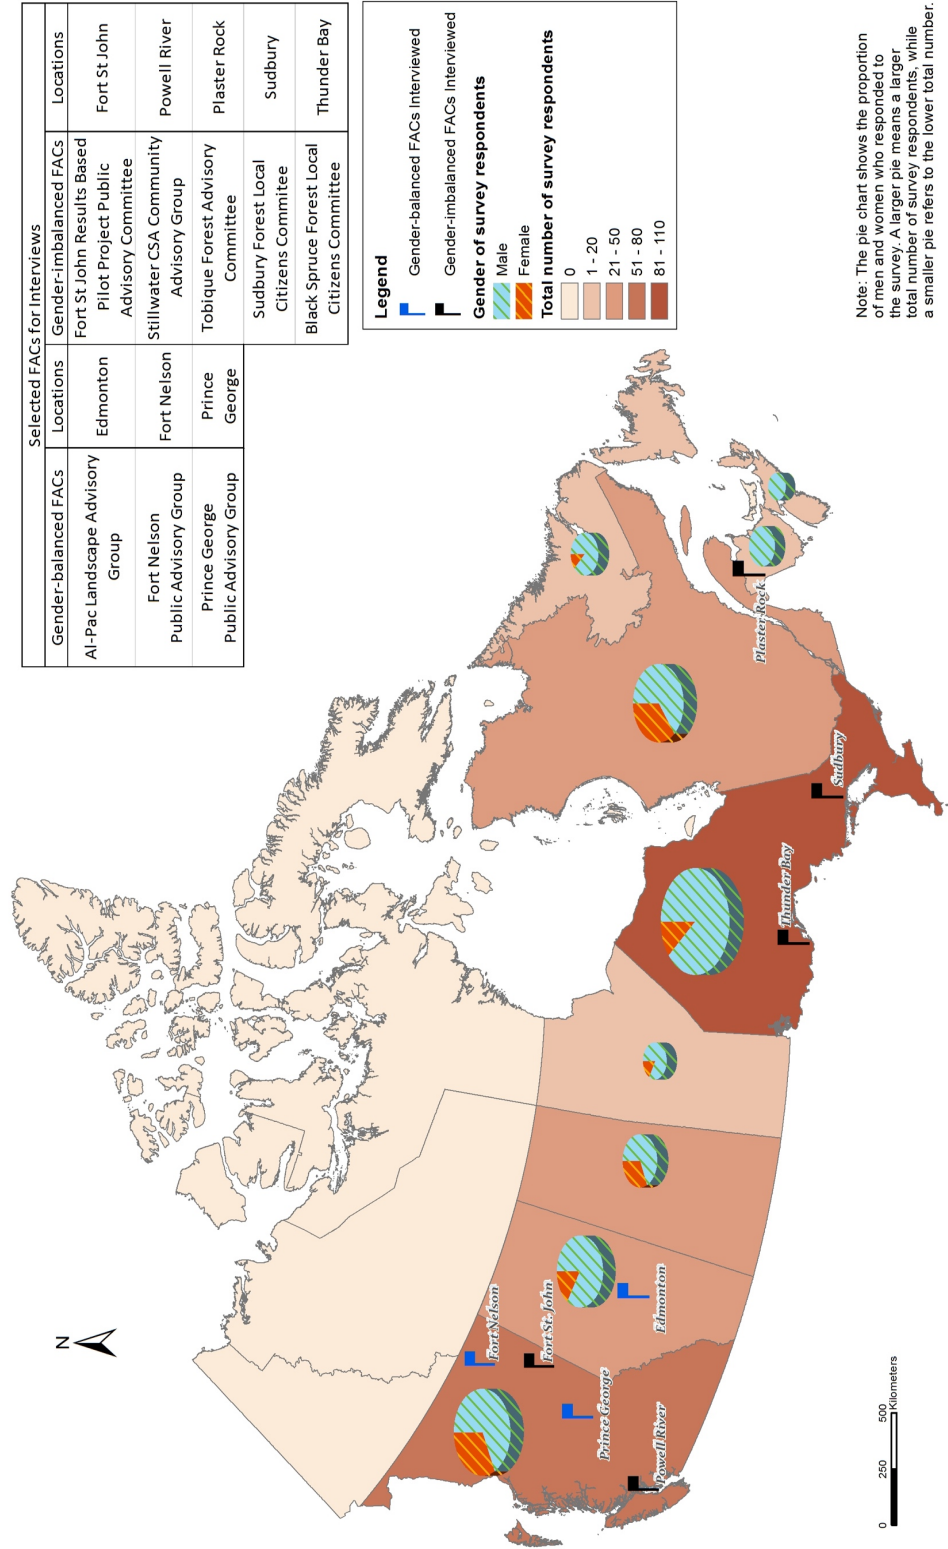 Selected FACs for Interviews
Gender-balanced FACs
Locations
Gender-imbalanced FACs
Locations
Al-Pac Landscape Advisory
Group
Edmonton
Fort St John Results Based
Pilot Project Public
Advisory Committee
Fort St John
Fort Nelson
Public Advisory Group
Fort Nelson
Stillwater CSA Community
Advisory Group
Powell River
Prince George
Public Advisory Group
Prince
George
Tobique Forest Advisory
Committee
Plaster Rock
Sudbury Forest Local
Citizens Commitee
Sudbury
Black Spruce Forest Local
Citizens Committee
Thunder Bay
Legend
Gender-balanced FACs Interviewed
Gender-imbalanced FACs Interviewed
Gender of survey respondents
Male
Female
Total number of survey respondents
0
1 - 20
21 - 50
51 - 80
81 - 110
N
Fort Nelson
Fort St. John
Prince George
Powell River
Edmonton
Thunder Bay
Sudbury
Plaster Rock
0 250 500
Kilometers
Note: The pie chart shows the proportion
of men and women who responded to
the survey. A larger pie means a larger
total number of survey respondents, while
a smaller pie refers to the lower total number.